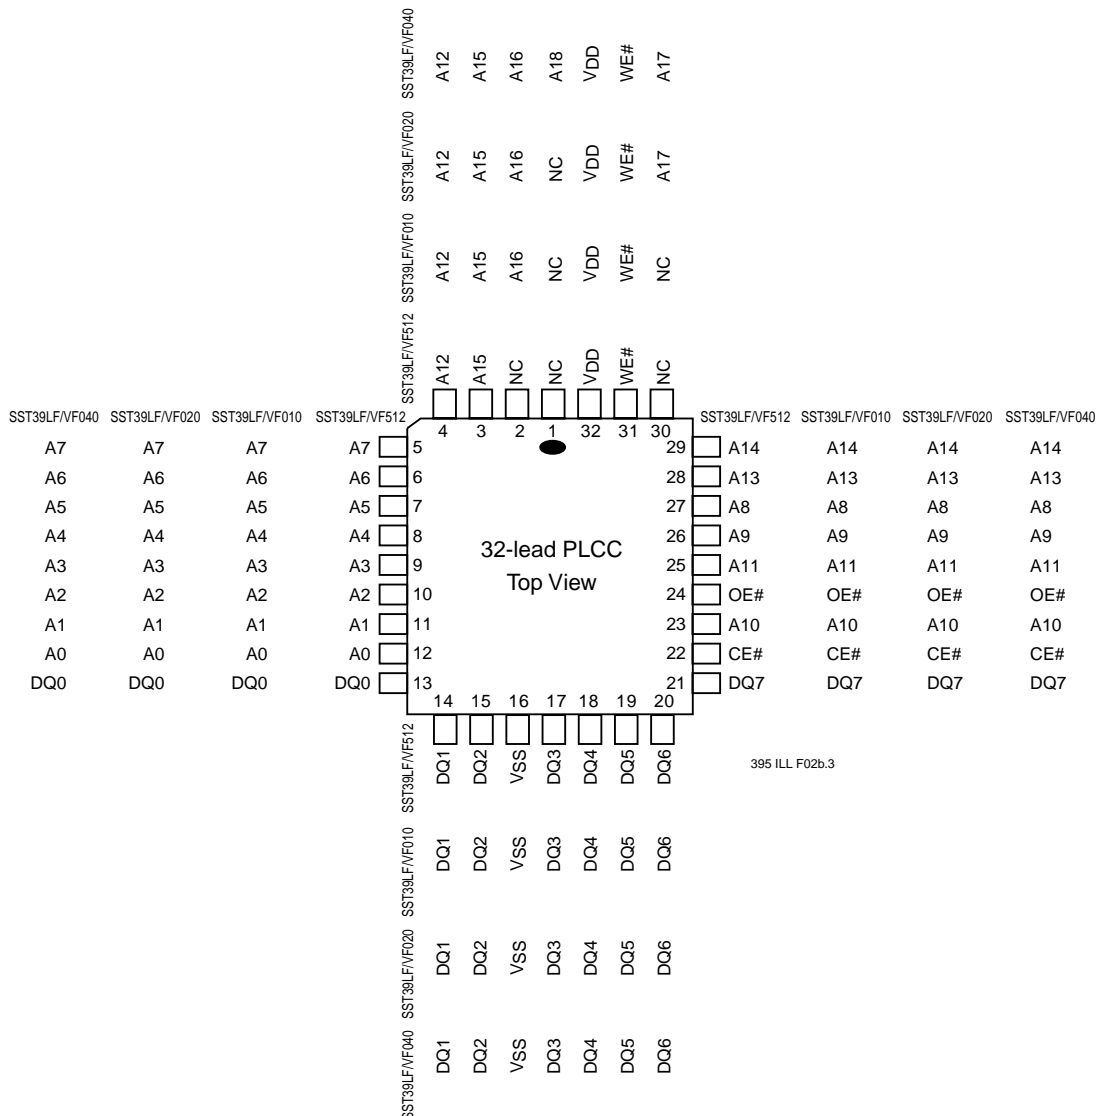 SST39LF/VF040 A12 A15 A16 A18 VDD WE# A17
SST39LF/VF020 A12 A15 A16 NC VDD WE# A17
SST39LF/VF010 A12 A15 A16 NC VDD WE# NC
SST39LF/VF512 A12 A15 NC NC VDD WE# NC
SST39LF/VF040 SST39LF/VF020 SST39LF/VF010 SST39LF/VF512 4 3 2 1 32 31 30 SST39LF/VF512 SST39LF/VF010 SST39LF/VF020 SST39LF/VF040
A7 A7 A7 A7 5 29 A14 A14 A14 A14
A6 A6 A6 A6 6 28 A13 A13 A13 A13
A5 A5 A5 A5 7 27 A8 A8 A8 A8
A4 A4 A4 A4 8 26 A9 A9 A9 A9
32-lead PLCC
A3 A3 A3 A3 9 25 A11 A11 A11 A11
Top View
A2 A2 A2 A2 10 24 OE# OE# OE# OE#
A1 A1 A1 A1 11 23 A10 A10 A10 A10
A0 A0 A0 A0 12 22 CE# CE# CE# CE#
DQ0 DQ0 DQ0 DQ0 13 21 DQ7 DQ7 DQ7 DQ7
14 15 16 17 18 19 20
SST39LF/VF512 DQ1 DQ2 VSS DQ3 DQ4 DQ5 DQ6
395 ILL F02b.3
SST39LF/VF010 DQ1 DQ2 VSS DQ3 DQ4 DQ5 DQ6
SST39LF/VF020 DQ1 DQ2 VSS DQ3 DQ4 DQ5 DQ6
SST39LF/VF040 DQ1 DQ2 VSS DQ3 DQ4 DQ5 DQ6